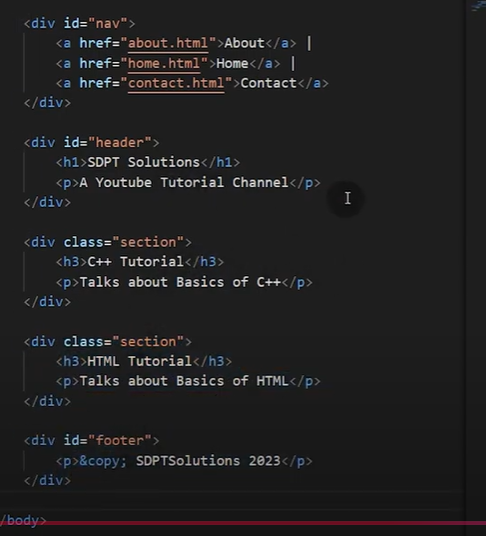 <div id="nav">
<a href="about.html">About</a> |
<a href="home.html">Home</a> |
<a href="contact.html">Contact</a>
</div>
<div id="header">
<h1>SDPT Solutions</h1>
<p>A Youtube Tutorial Channel</p>
</div>
<div class="section">
<h3>C++ Tutorial</h3>
<p>Talks about Basics of C++</p>
</div>
<div class="section">
<h3>HTML Tutorial</h3>
<p>Talks about Basics of HTML</p>
</div>
<div id="footer">
<p>&copy; SDPTSolutions 2023</p>
</div>
/body>